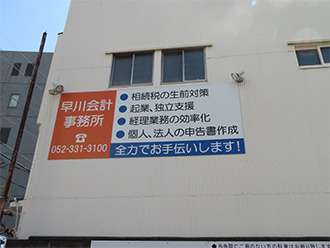 早川会計
事務所
☎
052-331-3100
● 相続税の生前対策
● 起業、独立支援
● 経理業務の効率化
● 個人、法人の申告書作成
全力でお手伝いします!